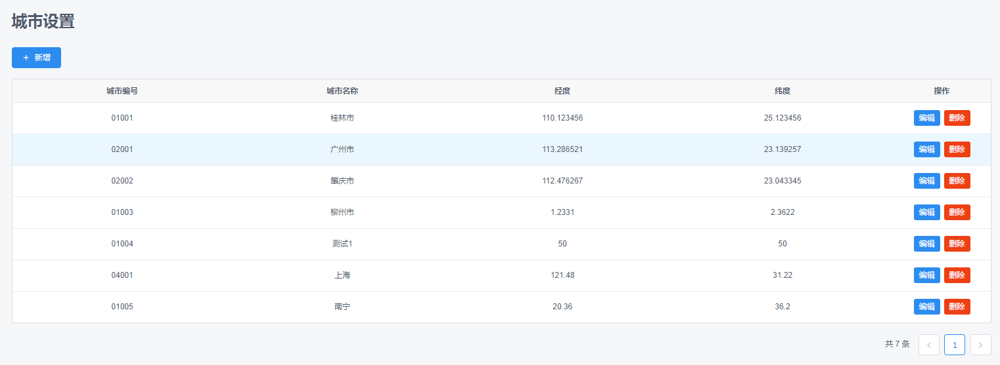 城市设置
+ 新增
城市编号 城市名称 经度 纬度 操作
01001 桂林市 110.123456 25.123456 编辑 删除
02001 广州市 113.286521 23.139257 编辑 删除
02002 肇庆市 112.476267 23.043345 编辑 删除
01003 柳州市 1.2331 2.3622 编辑 删除
01004 测试1 50 50 编辑 删除
04001 上海 121.48 31.22 编辑 删除
01005 南宁 20.36 36.2 编辑 删除
共 7 条 < 1 >